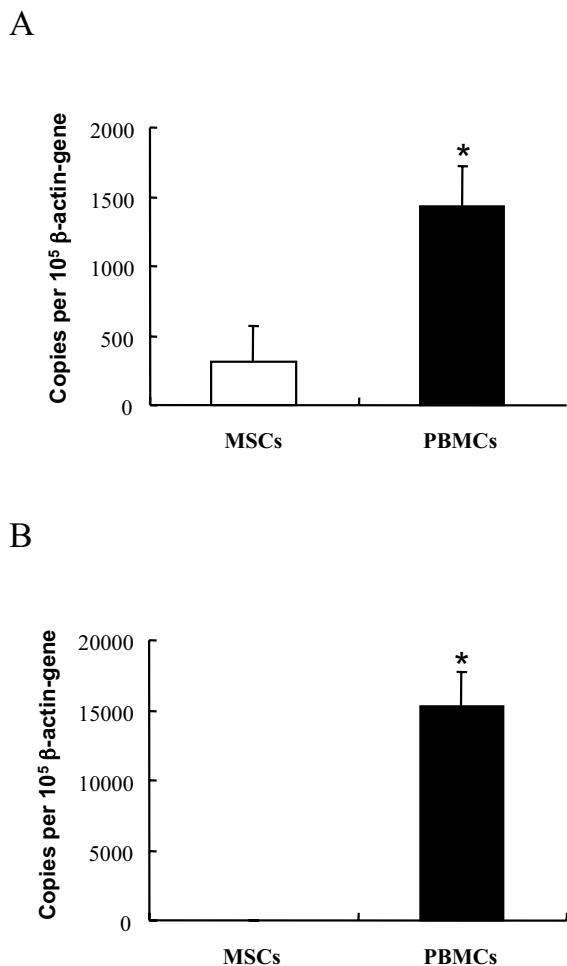 A
Copies per 10⁵ β-actin-gene
2000
1500
1000
500
0
*
MSCs PBMCs
B
Copies per 10⁵ β-actin-gene
20000
15000
10000
5000
0
*
MSCs PBMCs